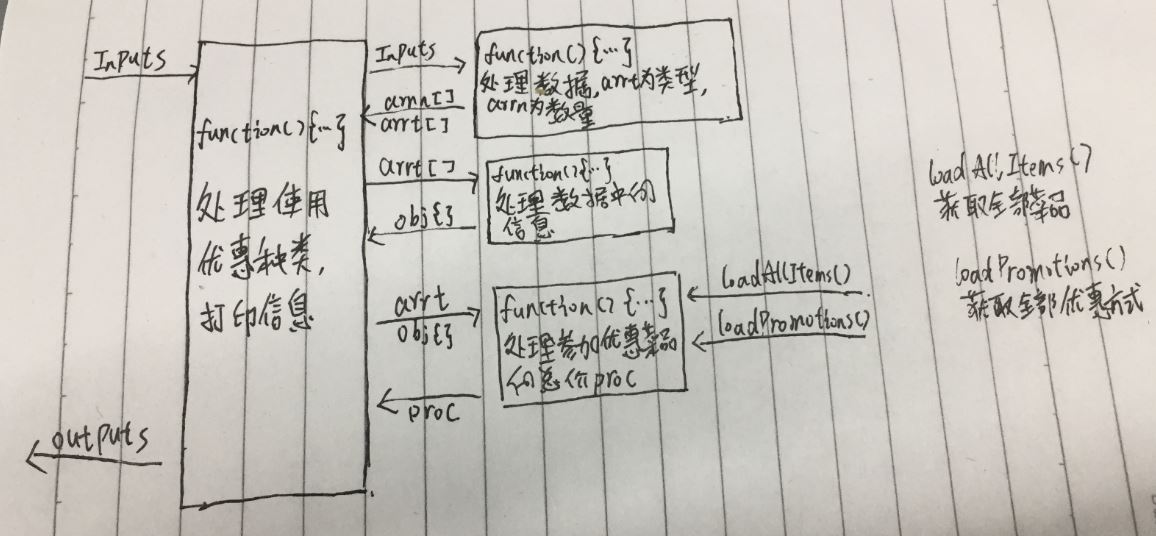 Inputs
function(){…}
处理使用
优惠种类,
打印信息
outputs
Inputs
arrn[]
arrt[]
function(){…}
处理数据,arrt为类型,
arrn为数量
arrt[]
obj{}
function(){…}
处理数据中的
信息
arrt
obj{}
proc
function(){…}
处理参加优惠菜品
的总价proc
loadAllItems()
loadPromotions()
loadAllItems()
获取全部菜品
loadPromotions()
获取全部优惠方式